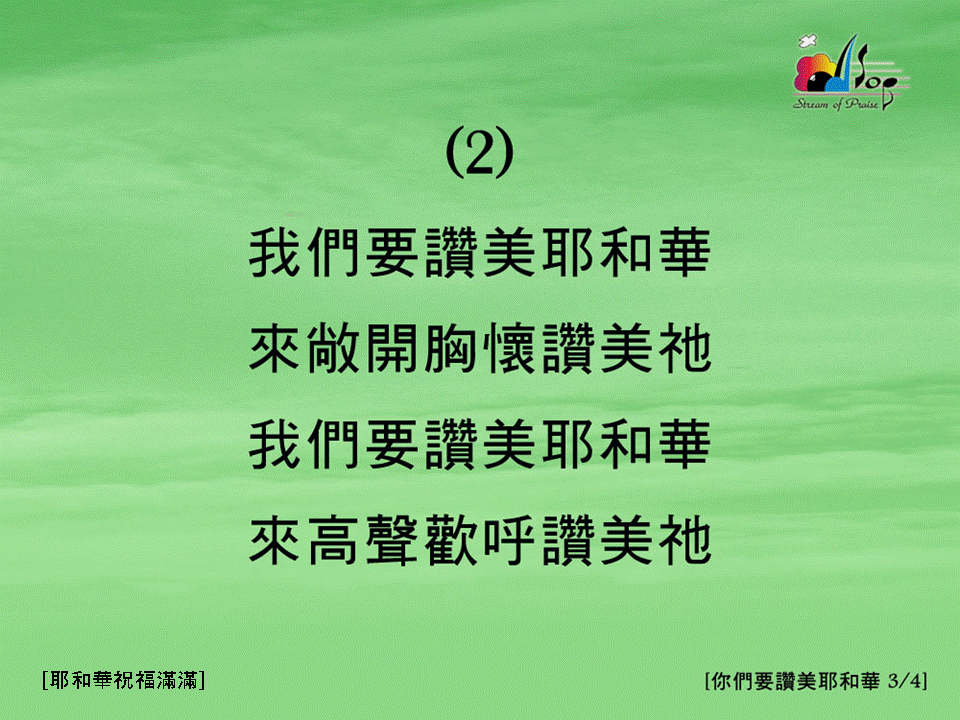 Sop
Stream of Praise
(2)
我們要讚美耶和華
來敞開胸懷讚美祂
我們要讚美耶和華
來高聲歡呼讚美祂
[耶和華祝福滿滿]
[你們要讚美耶和華 3/4]